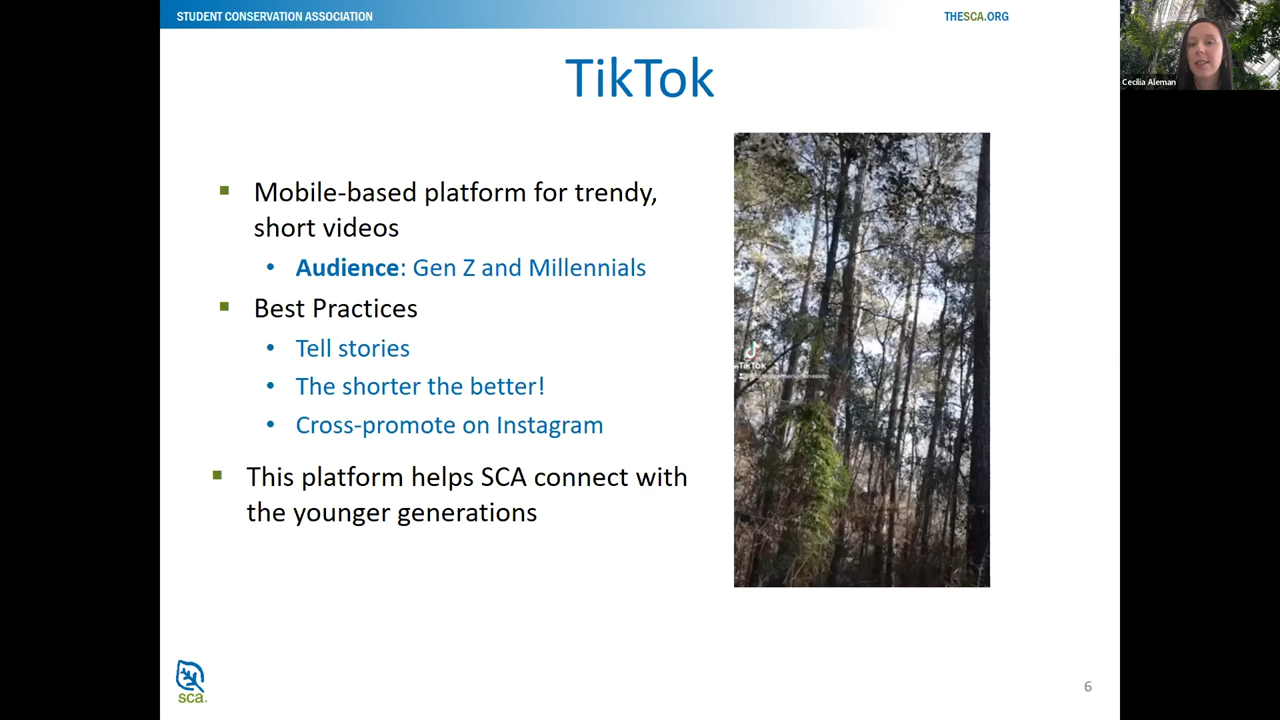 STUDENT CONSERVATION ASSOCIATION
THESCA.ORG
Cecilia Aleman
TikTok
▪ Mobile-based platform for trendy,
short videos
• Audience: Gen Z and Millennials
▪ Best Practices
• Tell stories
• The shorter the better!
• Cross-promote on Instagram
▪ This platform helps SCA connect with
the younger generations
TikTok
sca
6